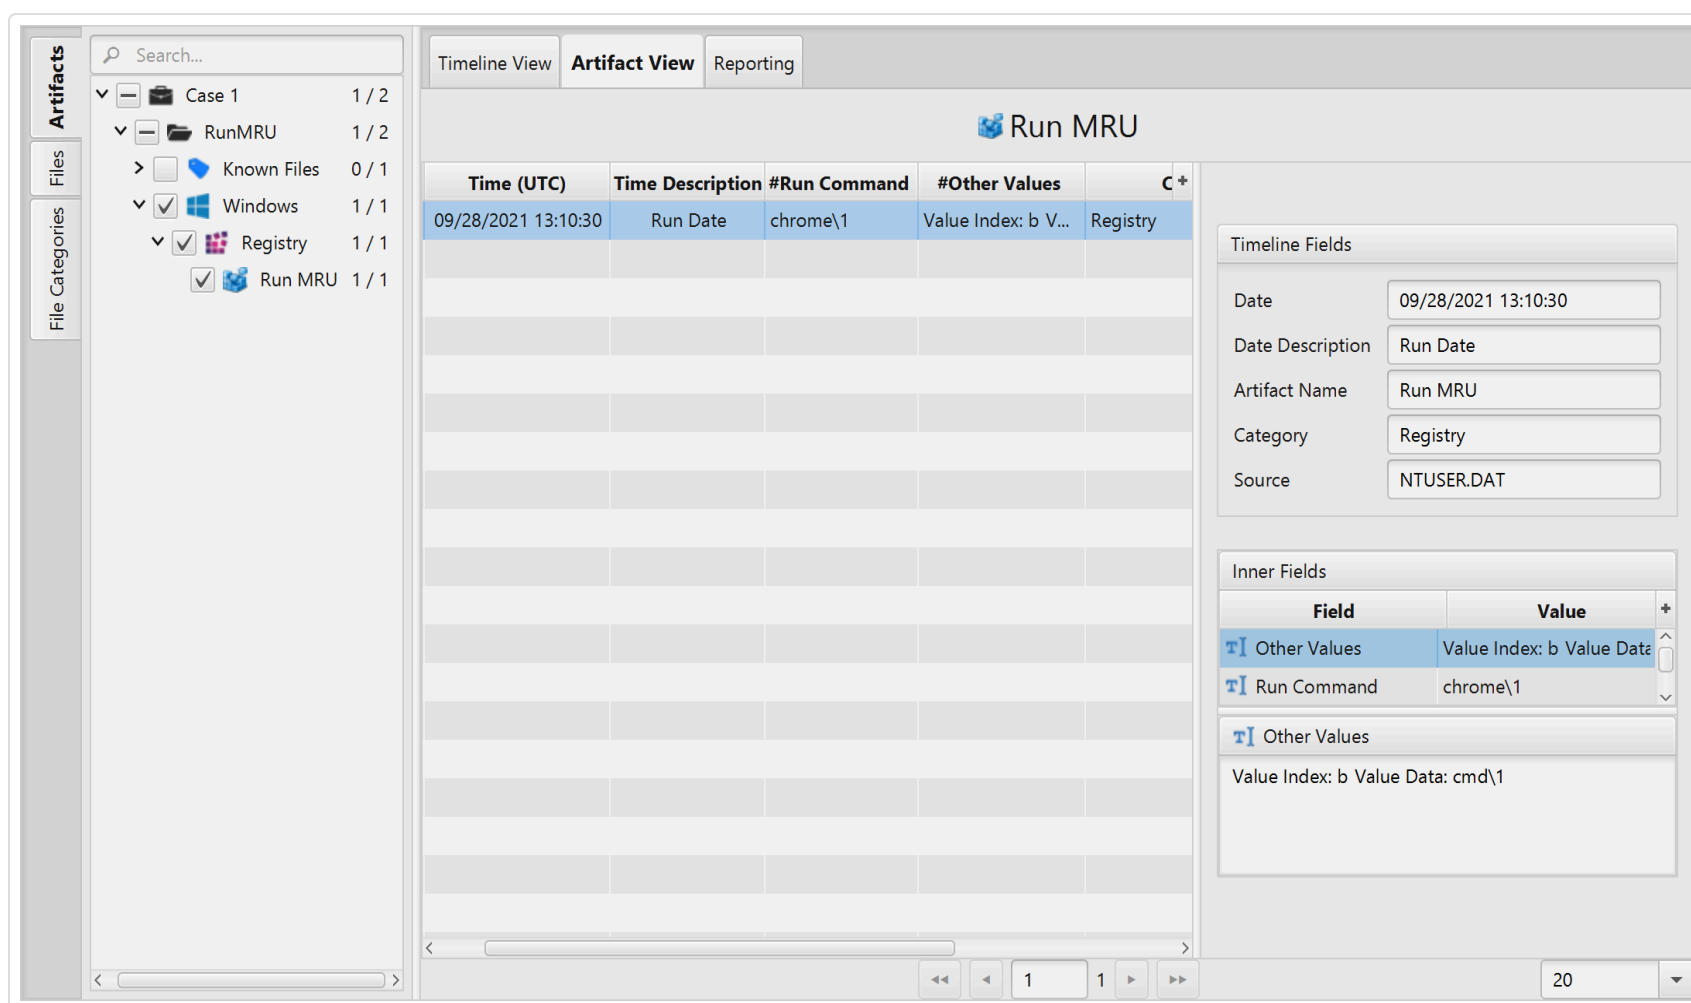 Artifacts
Files
File Categories
Search...
Case 1 1 / 2
RunMRU 1 / 2
Known Files 0 / 1
Windows 1 / 1
Registry 1 / 1
Run MRU 1 / 1
Timeline View Artifact View Reporting
Run MRU
Time (UTC) Time Description #Run Command #Other Values C +
09/28/2021 13:10:30 Run Date chrome\1 Value Index: b V... Registry
1 1
20
Timeline Fields
Date 09/28/2021 13:10:30
Date Description Run Date
Artifact Name Run MRU
Category Registry
Source NTUSER.DAT
Inner Fields
Field Value +
Other Values Value Index: b Value Data
Run Command chrome\1
Other Values
Value Index: b Value Data: cmd\1